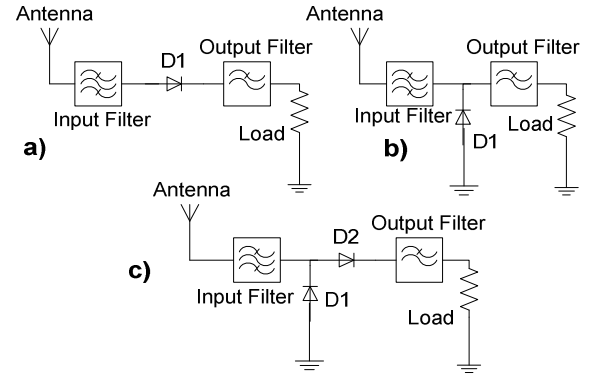 Antenna
D1
Output Filter
Input Filter
Load
a)
Antenna
Output Filter
Input Filter
D1
Load
b)
Antenna
D2
Output Filter
c)
Input Filter
D1
Load